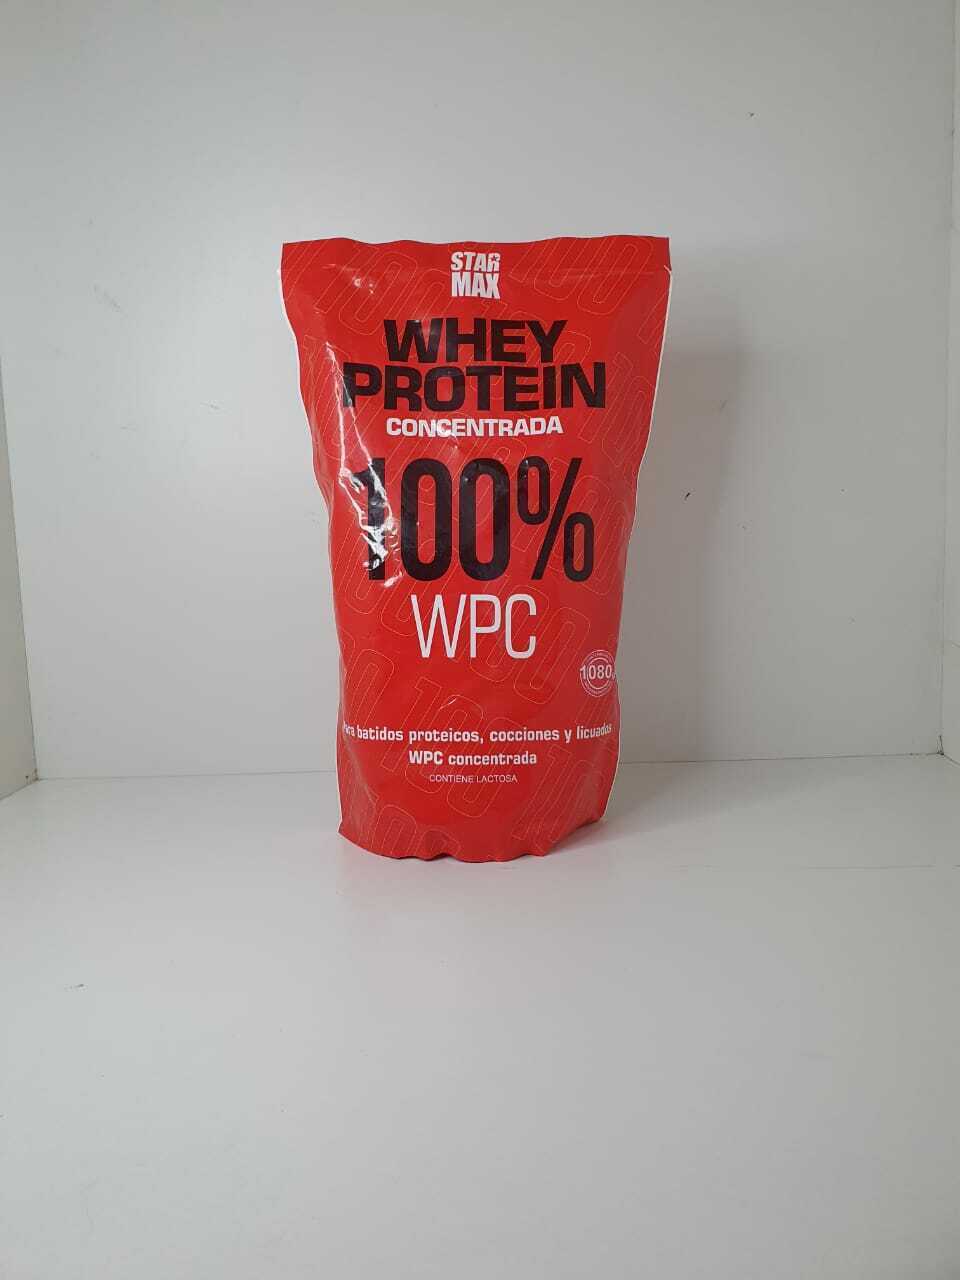 STAR
MAX
WHEY
PROTEIN
CONCENTRADA
100%
WPC
1080
batidos proteicos, cocciones y licuados
WPC concentrada
CONTIENE LACTOSA